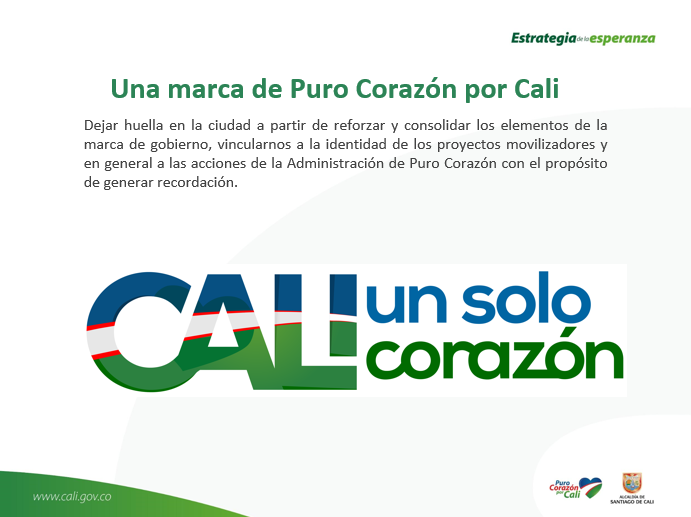 Estrategia de la esperanza
Una marca de Puro Corazón por Cali
Dejar huella en la ciudad a partir de reforzar y consolidar los elementos de la
marca de gobierno, vincularnos a la identidad de los proyectos movilizadores y
en general a las acciones de la Administración de Puro Corazón con el propósito
de generar recordación.
CALI
un solo
corazón
www.cali.gov.co
Puro
Corazón
por
Cali
ALCALDÍA DE
SANTIAGO DE CALI